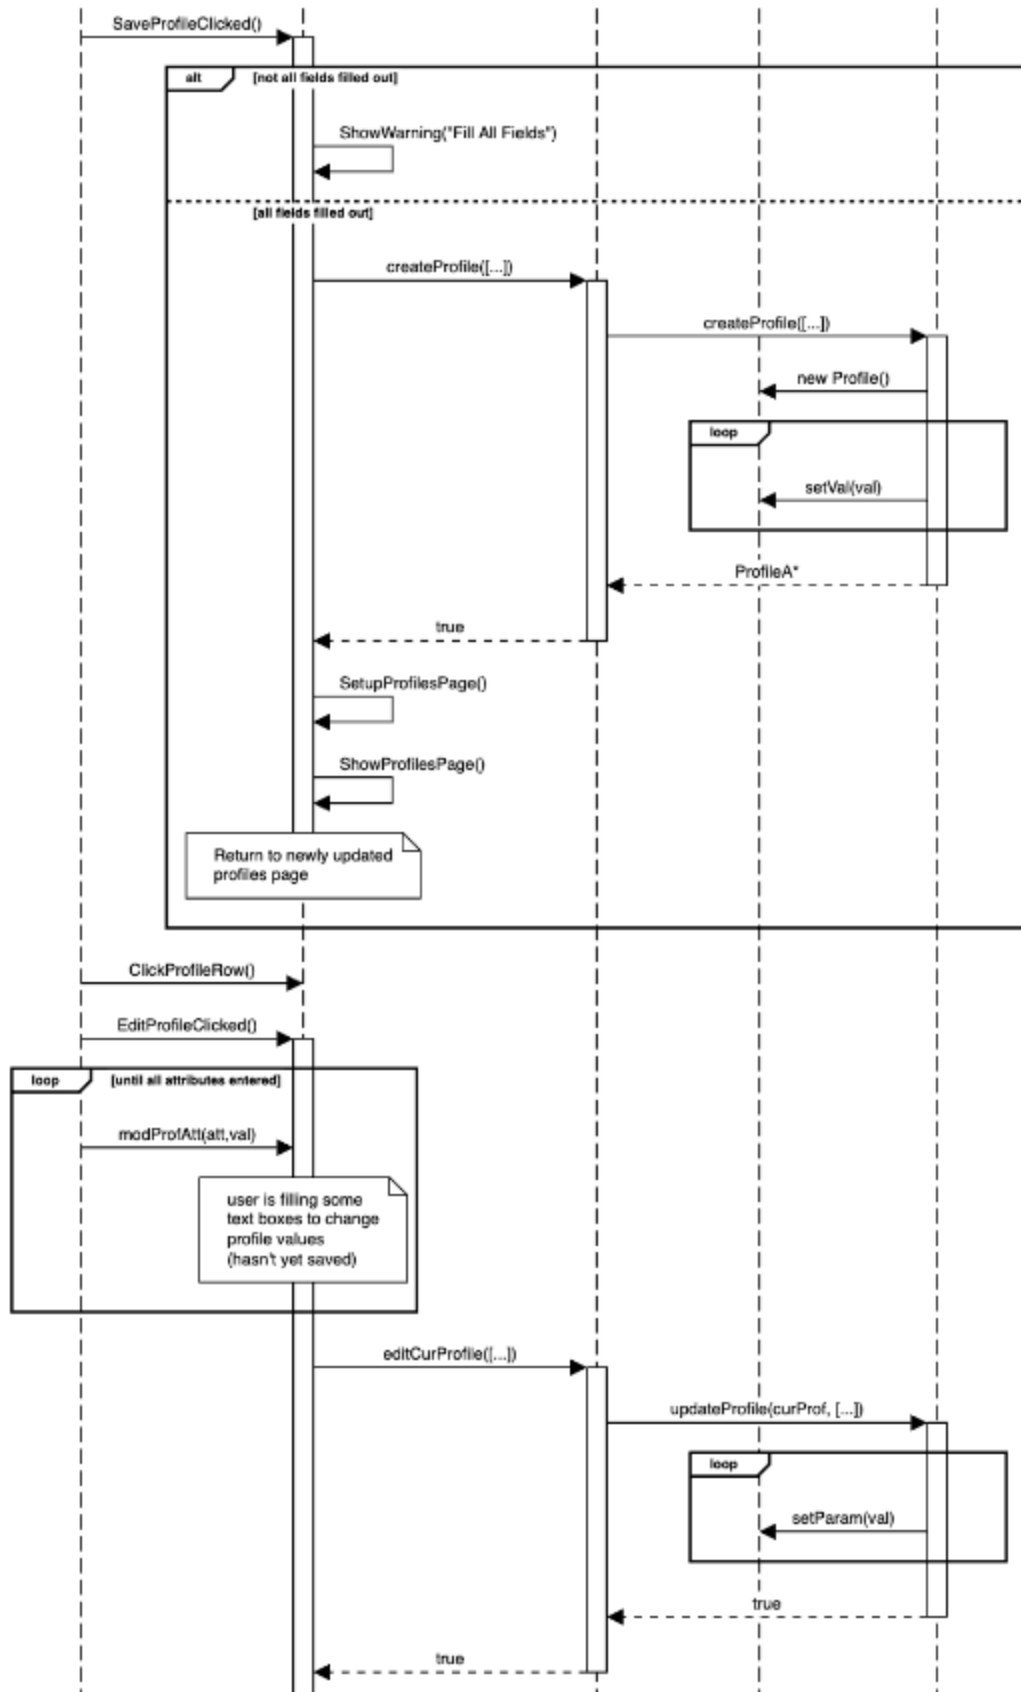 SaveProfileClicked()
alt
[not all fields filled out]
ShowWarning("Fill All Fields")
[all fields filled out]
createProfile([...])
createProfile([...])
new Profile()
loop
setVal(val)
ProfileA*
true
SetupProfilesPage()
ShowProfilesPage()
Return to newly updated
profiles page
ClickProfileRow()
EditProfileClicked()
loop
[until all attributes entered]
modProfAtt(att,val)
user is filling some
text boxes to change
profile values
(hasn't yet saved)
editCurProfile([...])
updateProfile(curProf, [...])
loop
setParam(val)
true
true